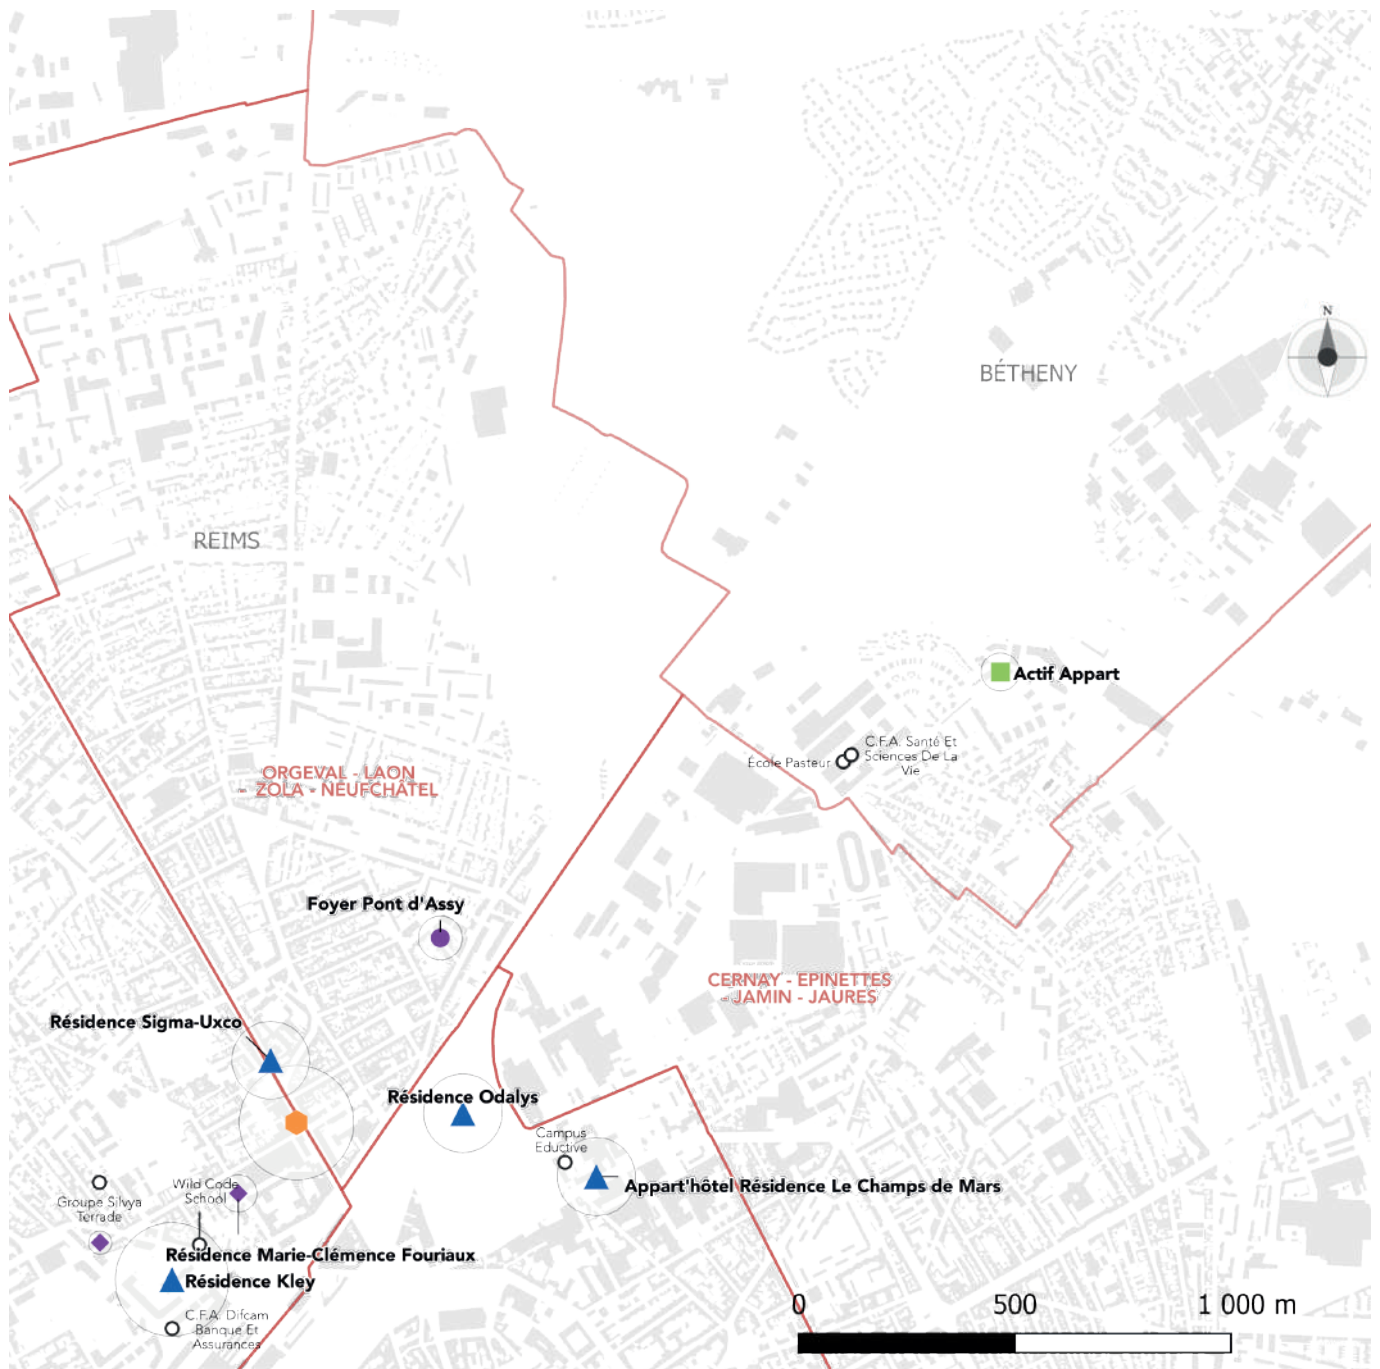 N
BÉTHENY
REIMS
Actif Appart
C.F.A. Santé Et
Sciences De La
Vie
École Pasteur
ORGEVAL - LAON
- ZOLA - NEUFCHÂTEL
Foyer Pont d'Assy
CERNAY - EPINETTES
- JAMIN - JAURES
Résidence Sigma-Uxco
Résidence Odalys
Campus
Eductive
Wild Code
School
Appart'hôtel Résidence Le Champs de Mars
Groupe Silvya
Terrade
Résidence Marie-Clémence Fouriaux
Résidence Kley
C.F.A. Difcam
Banque Et
Assurances
0 500 1 000 m